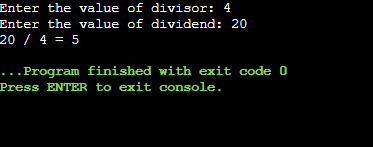 Enter the value of divisor: 4
Enter the value of dividend: 20
20 / 4 = 5
...Program finished with exit code 0
Press ENTER to exit console.